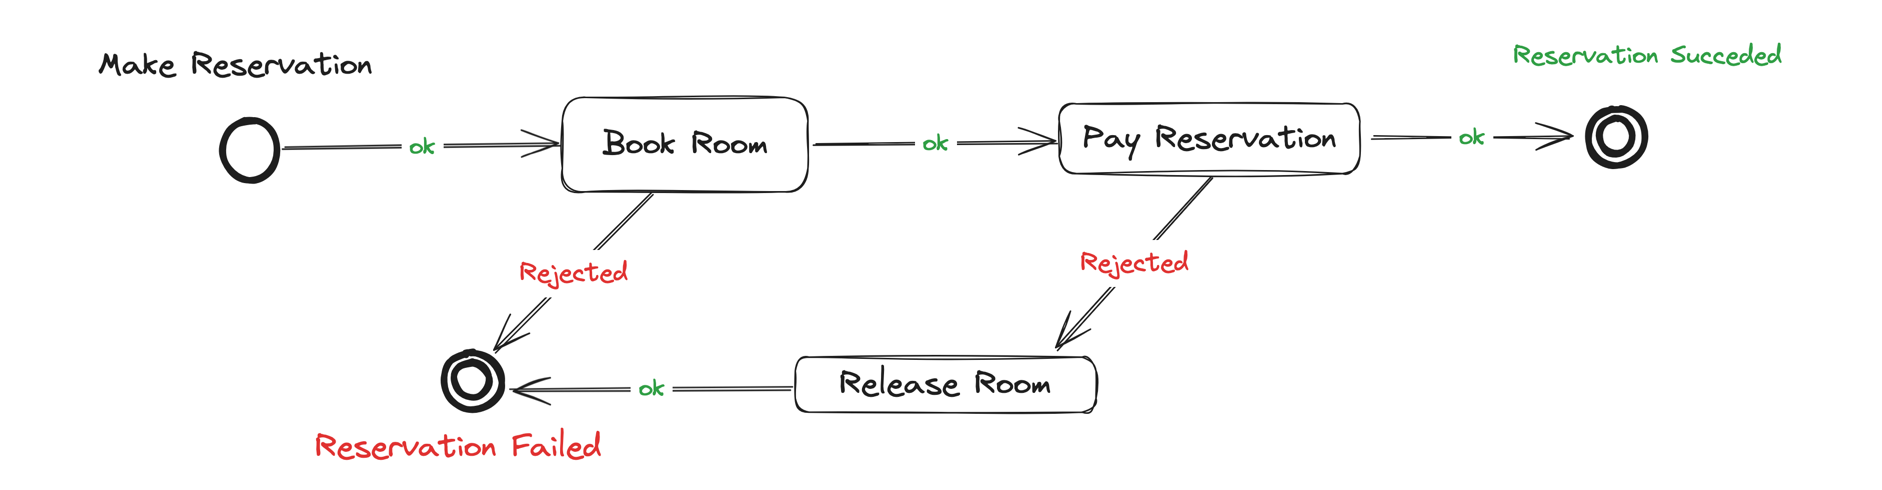 Make Reservation
Reservation Succeded
ok
Book Room
ok
Pay Reservation
ok
Rejected
Rejected
Release Room
ok
Reservation Failed